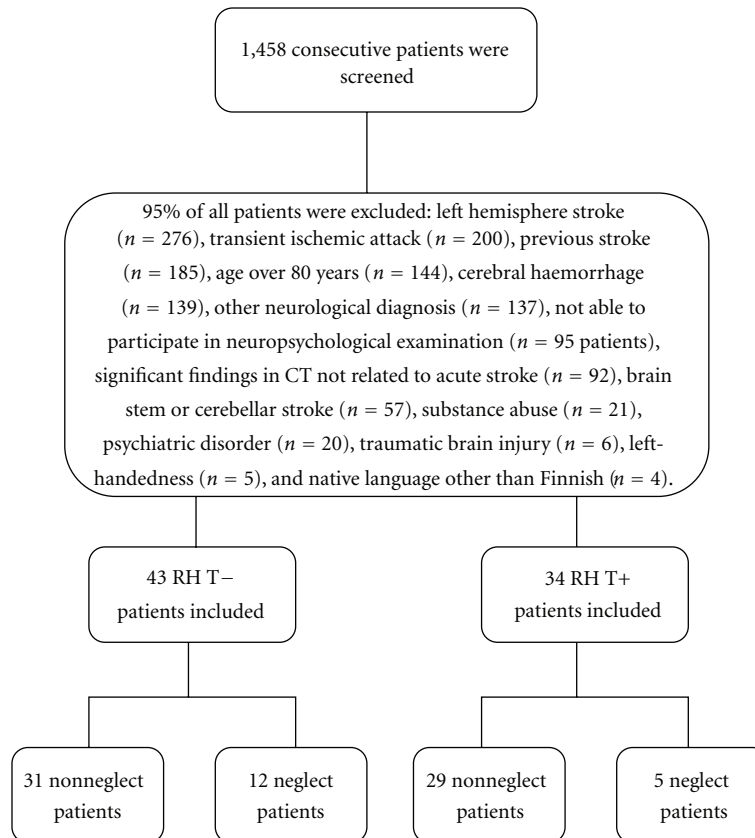 1,458 consecutive patients were
screened
95% of all patients were excluded: left hemisphere stroke
(n = 276), transient ischemic attack (n = 200), previous stroke
(n = 185), age over 80 years (n = 144), cerebral haemorrhage
(n = 139), other neurological diagnosis (n = 137), not able to
participate in neuropsychological examination (n = 95 patients),
significant findings in CT not related to acute stroke (n = 92), brain
stem or cerebellar stroke (n = 57), substance abuse (n = 21),
psychiatric disorder (n = 20), traumatic brain injury (n = 6), left-
handedness (n = 5), and native language other than Finnish (n = 4).
43 RH T−
patients included
34 RH T+
patients included
31 nonneglect
patients
12 neglect
patients
29 nonneglect
patients
5 neglect
patients